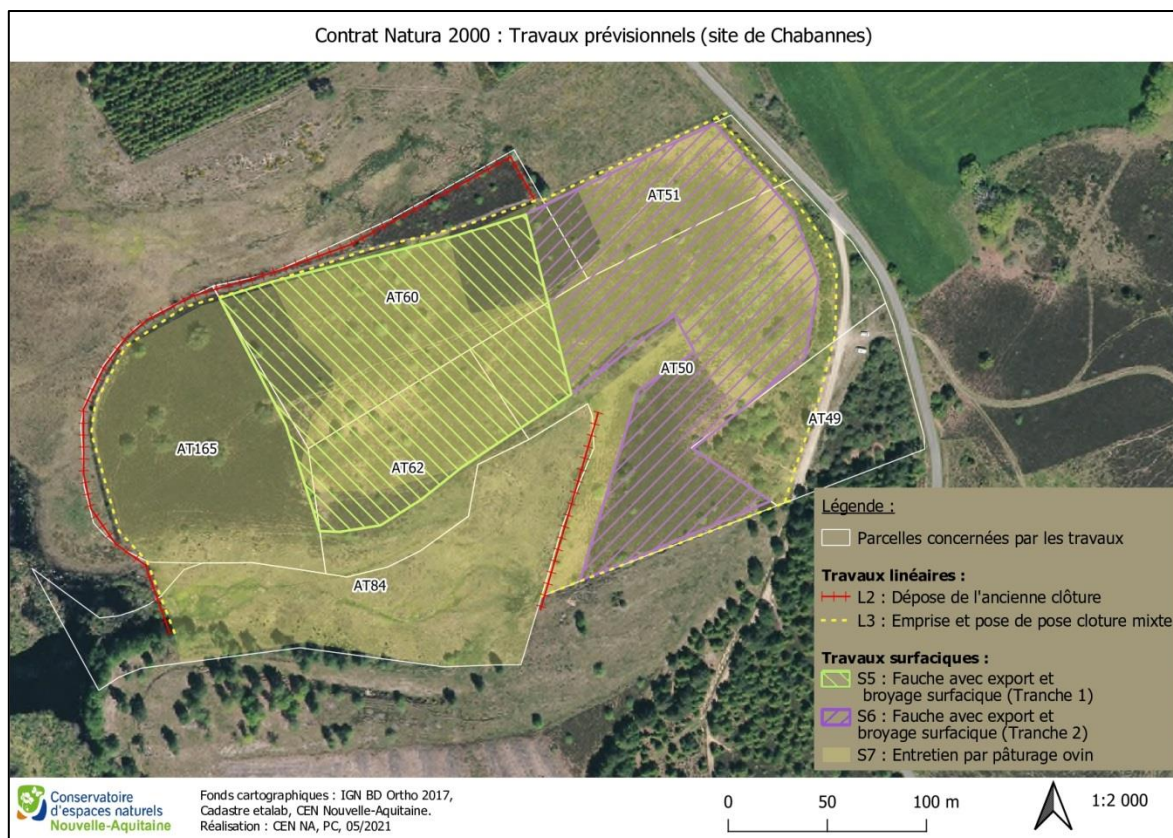 Contrat Natura 2000 : Travaux prévisionnels (site de Chabannes)
AT51
AT60
AT50
AT49
AT165
AT62
AT84
Légende :
Parcelles concernées par les travaux
Travaux linéaires :
L2 : Dépose de l'ancienne clôture
L3 : Emprise et pose de pose cloture mixte
Travaux surfaciques :
S5 : Fauche avec export et
broyage surfacique (Tranche 1)
S6 : Fauche avec export et
broyage surfacique (Tranche 2)
S7 : Entretien par pâturage ovin
Conservatoire
d'espaces naturels
Nouvelle-Aquitaine
Fonds cartographiques : IGN BD Ortho 2017,
Cadastre etalab, CEN Nouvelle-Aquitaine.
Réalisation : CEN NA, PC, 05/2021
0 50 100 m
1:2 000